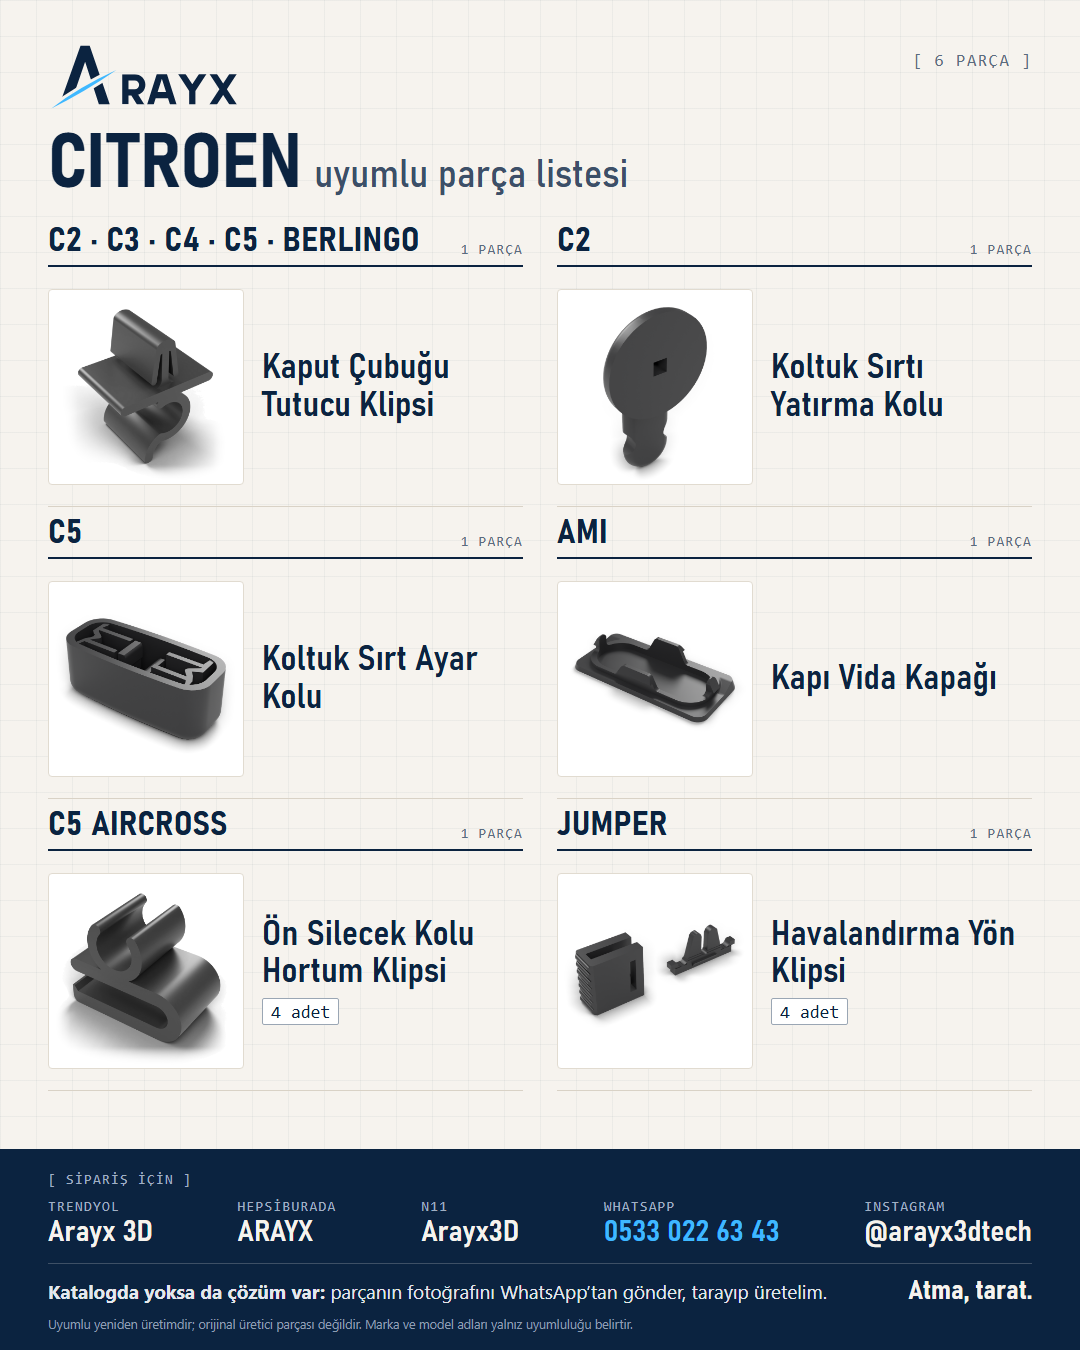 ARAYX
[ 6 PARÇA ]
CITROEN uyumlu parça listesi
C2 · C3 · C4 · C5 · BERLINGO 1 PARÇA
Kaput Çubuğu
Tutucu Klipsi
C2 1 PARÇA
Koltuk Sırtı
Yatırma Kolu
C5 1 PARÇA
Koltuk Sırt Ayar
Kolu
AMI 1 PARÇA
Kapı Vida Kapağı
C5 AIRCROSS 1 PARÇA
Ön Silecek Kolu
Hortum Klipsi
4 adet
JUMPER 1 PARÇA
Havalandırma Yön
Klipsi
4 adet
[ SİPARİŞ İÇİN ]
TRENDYOL
Arayx 3D
HEPSİBURADA
ARAYX
N11
Arayx3D
WHATSAPP
0533 022 63 43
INSTAGRAM
@arayx3dtech
Katalogda yoksa da çözüm var: parçanın fotoğrafını WhatsApp'tan gönder, tarayıp üretelim.
Atma, tarat.
Uyumlu yeniden üretimdir; orijinal üretici parçası değildir. Marka ve model adları yalnız uyumluluğu belirtir.